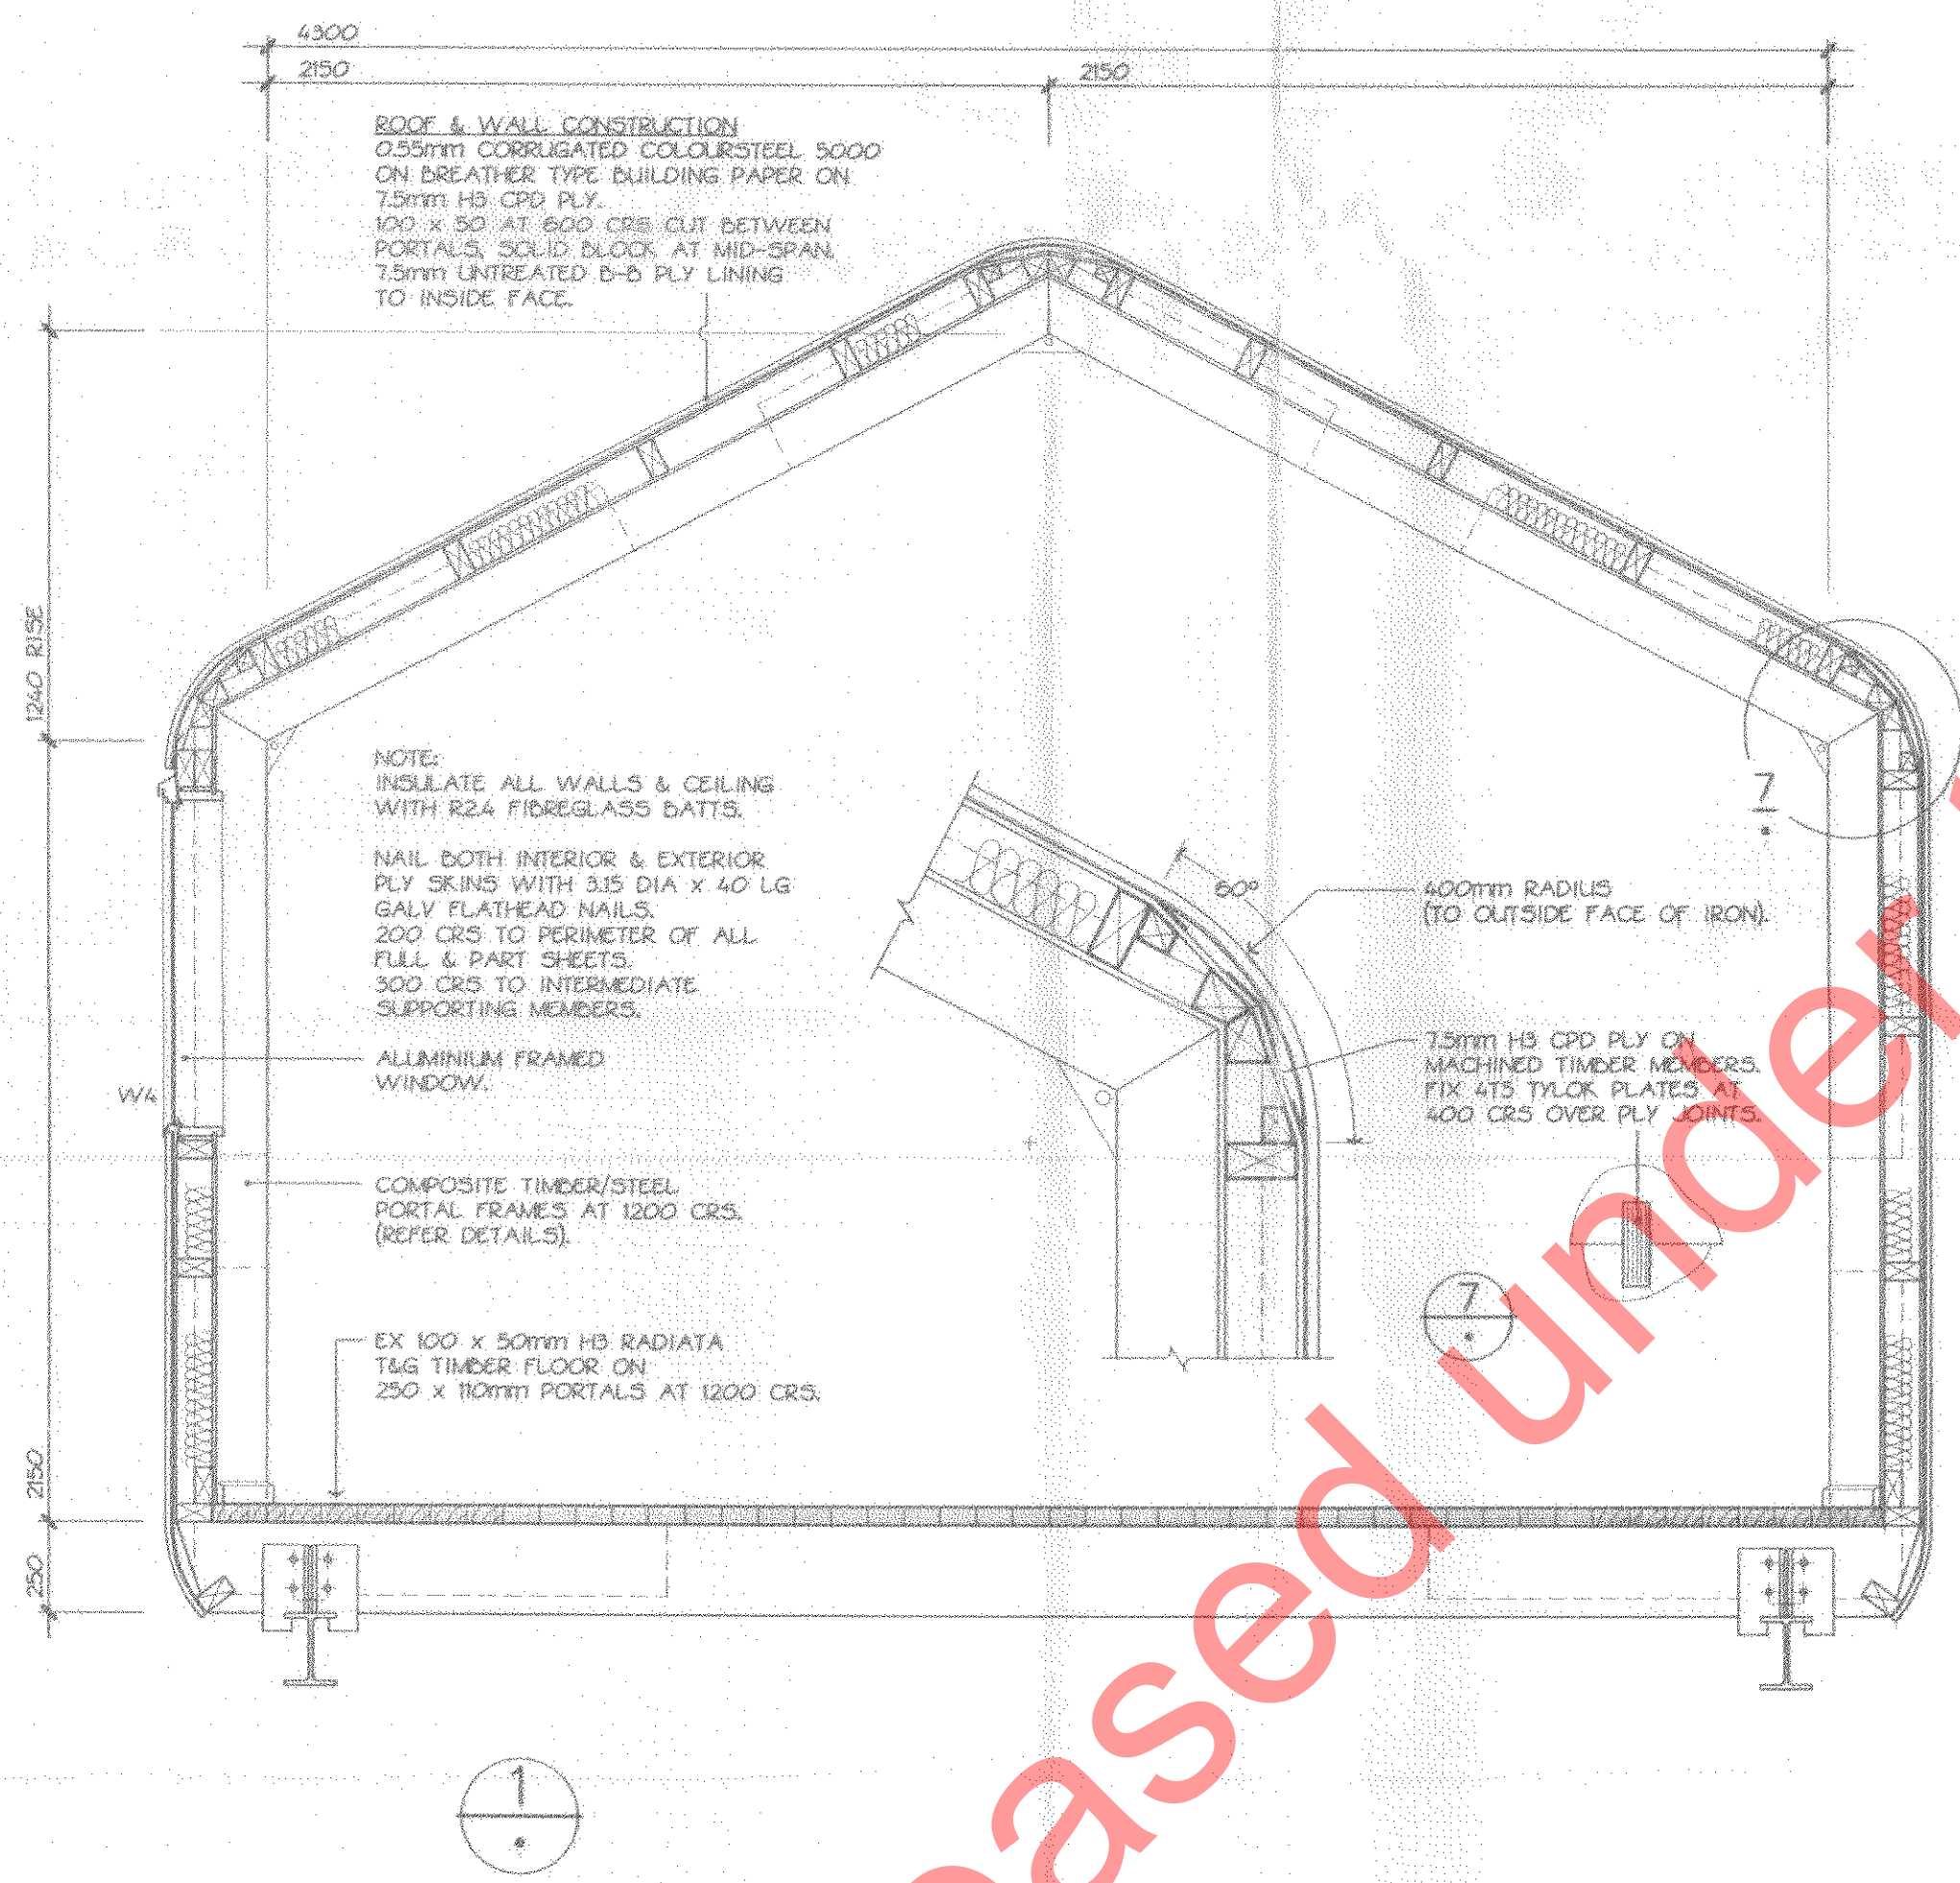 4300
2150
2150
ROOF & WALL CONSTRUCTION
0.55mm CORRUGATED COLOURSTEEL 5000
ON BREATHER TYPE BUILDING PAPER ON
7.5mm H3 CPD PLY.
100 x 50 AT 600 CRS CUT BETWEEN
PORTALS, SOLID BLOCK AT MID-SPAN.
7.5mm UNTREATED B-B PLY LINING
TO INSIDE FACE.
1240 RISE
NOTE:
INSULATE ALL WALLS & CEILING
WITH R2.4 FIBREGLASS BATTS.
NAIL BOTH INTERIOR & EXTERIOR
PLY SKINS WITH 3.15 DIA x 40 LG
GALV FLATHEAD NAILS.
200 CRS TO PERIMETER OF ALL
FULL & PART SHEETS.
300 CRS TO INTERMEDIATE
SUPPORTING MEMBERS.
ALUMINIUM FRAMED
WINDOW.
W4
COMPOSITE TIMBER/STEEL
PORTAL FRAMES AT 1200 CRS.
(REFER DETAILS).
EX 100 x 50mm H3 RADIATA
T&G TIMBER FLOOR ON
250 x 110mm PORTALS AT 1200 CRS.
7
60°
400mm RADIUS
(TO OUTSIDE FACE OF IRON).
7.5mm H3 CPD PLY ON
MACHINED TIMBER MEMBERS.
FIX 4T5 TYLOK PLATES AT
400 CRS OVER PLY JOINTS.
7
2150
250
1
ased under